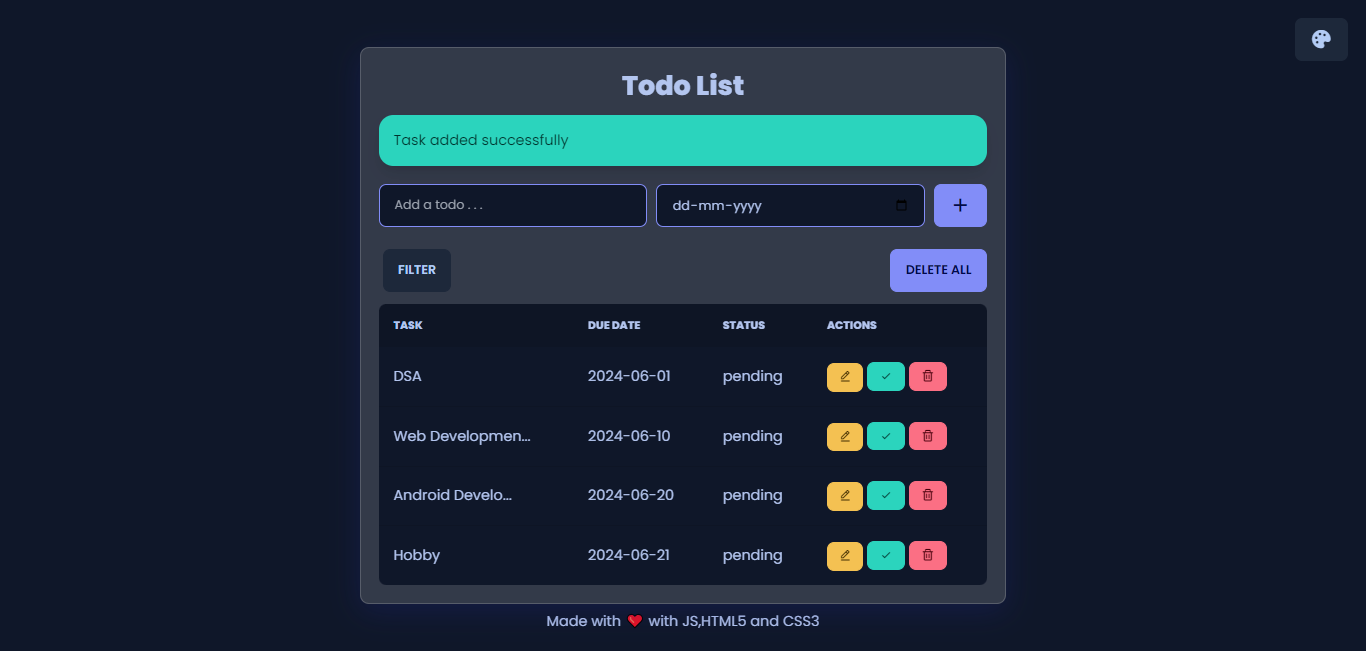 Todo List
Task added successfully
Add a todo . . .
dd-mm-yyyy
FILTER
DELETE ALL
TASK DUE DATE STATUS ACTIONS
DSA 2024-06-01 pending
Web Developmen... 2024-06-10 pending
Android Develo... 2024-06-20 pending
Hobby 2024-06-21 pending
Made with ❤️ with JS,HTML5 and CSS3